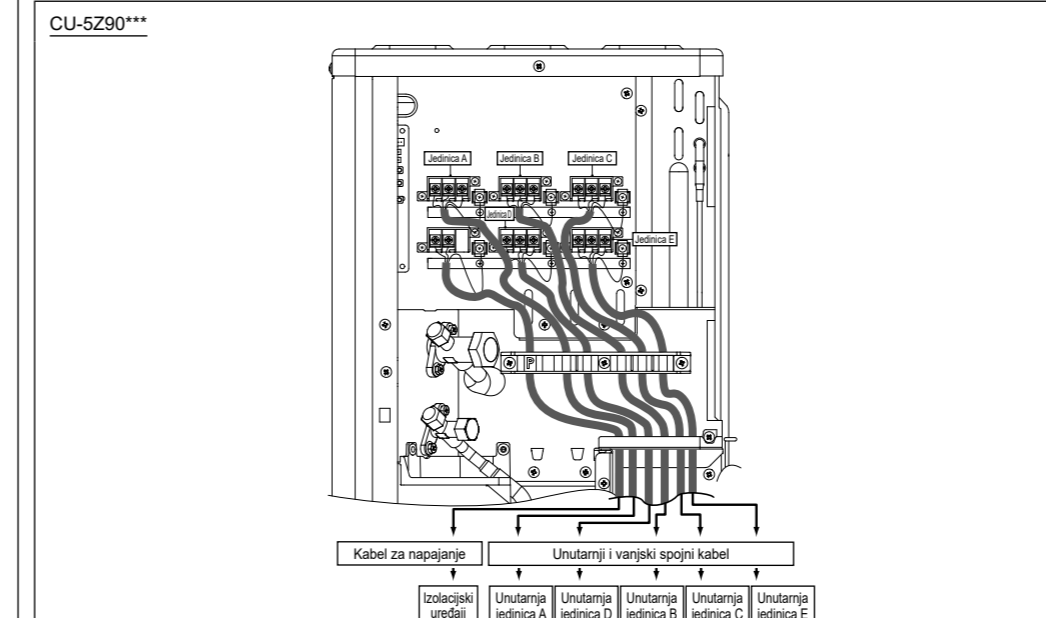 CU-5Z90***
Jedinica A
Jedinica B
Jedinica C
Jedinica D
Jedinica E
P
Kabel za napajanje
Unutarnji i vanjski spojni kabel
Izolacijski
uređaji
Unutarnja
jedinica A
Unutarnja
jedinica D
Unutarnja
jedinica B
Unutarnja
jedinica C
Unutarnja
jedinica E